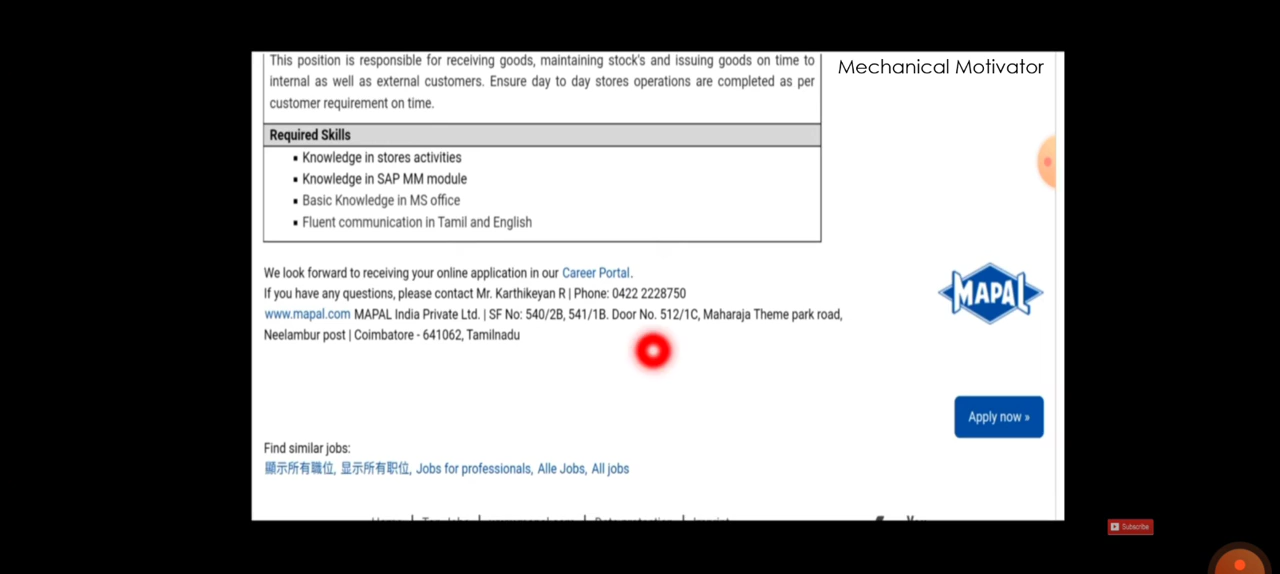 This position is responsible for receiving goods, maintaining stock's and issuing goods on time to
Mechanical Motivator
internal as well as external customers. Ensure day to day stores operations are completed as per
customer requirement on time.
Required Skills
▪ Knowledge in stores activities
▪ Knowledge in SAP MM module
▪ Basic Knowledge in MS office
▪ Fluent communication in Tamil and English
We look forward to receiving your online application in our Career Portal.
If you have any questions, please contact Mr. Karthikeyan R | Phone: 0422 2228750
www.mapal.com MAPAL India Private Ltd. | SF No: 540/2B, 541/1B. Door No. 512/1C, Maharaja Theme park road,
Neelambur post | Coimbatore - 641062, Tamilnadu
MAPAL
Apply now »
Find similar jobs:
顯示所有職位, 显示所有职位, Jobs for professionals, Alle Jobs, All jobs
Subscribe